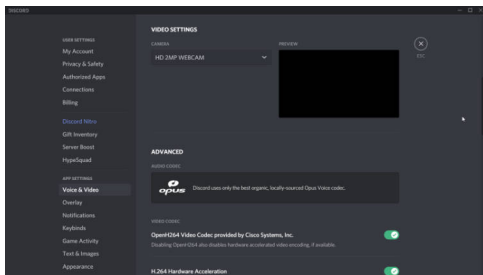 DISCORD
USER SETTINGS
My Account
Privacy & Safety
Authorized Apps
Connections
Billing
Discord Nitro
Gift Inventory
Server Boost
HypeSquad
APP SETTINGS
Voice & Video
Overlay
Notifications
Keybinds
Game Activity
Text & Images
Appearance
VIDEO SETTINGS
CAMERA
HD 2MP WEBCAM
PREVIEW
ESC
ADVANCED
AUDIO CODEC
opus
Discord uses only the best organic, locally-sourced Opus Voice codec.
VIDEO CODEC
OpenH264 Video Codec provided by Cisco Systems, Inc.
Disabling OpenH264 also disables hardware accelerated video encoding, if available.
H.264 Hardware Acceleration